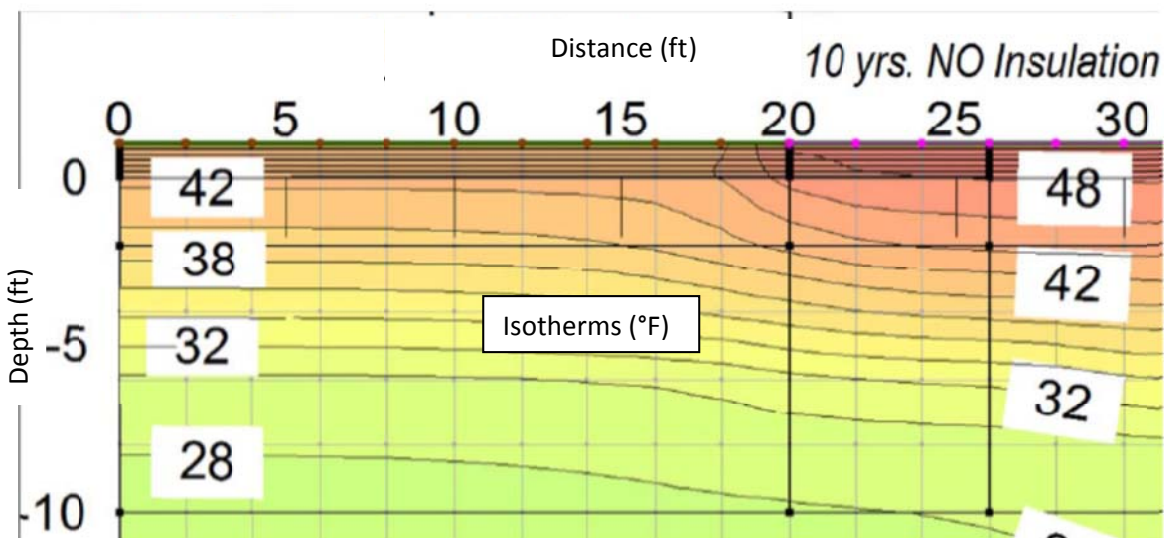 Distance (ft)
10 yrs. NO Insulation
0 5 10 15 20 25 30
0
42
48
38
42
Depth (ft)
Isotherms (°F)
-5
32
32
28
-10